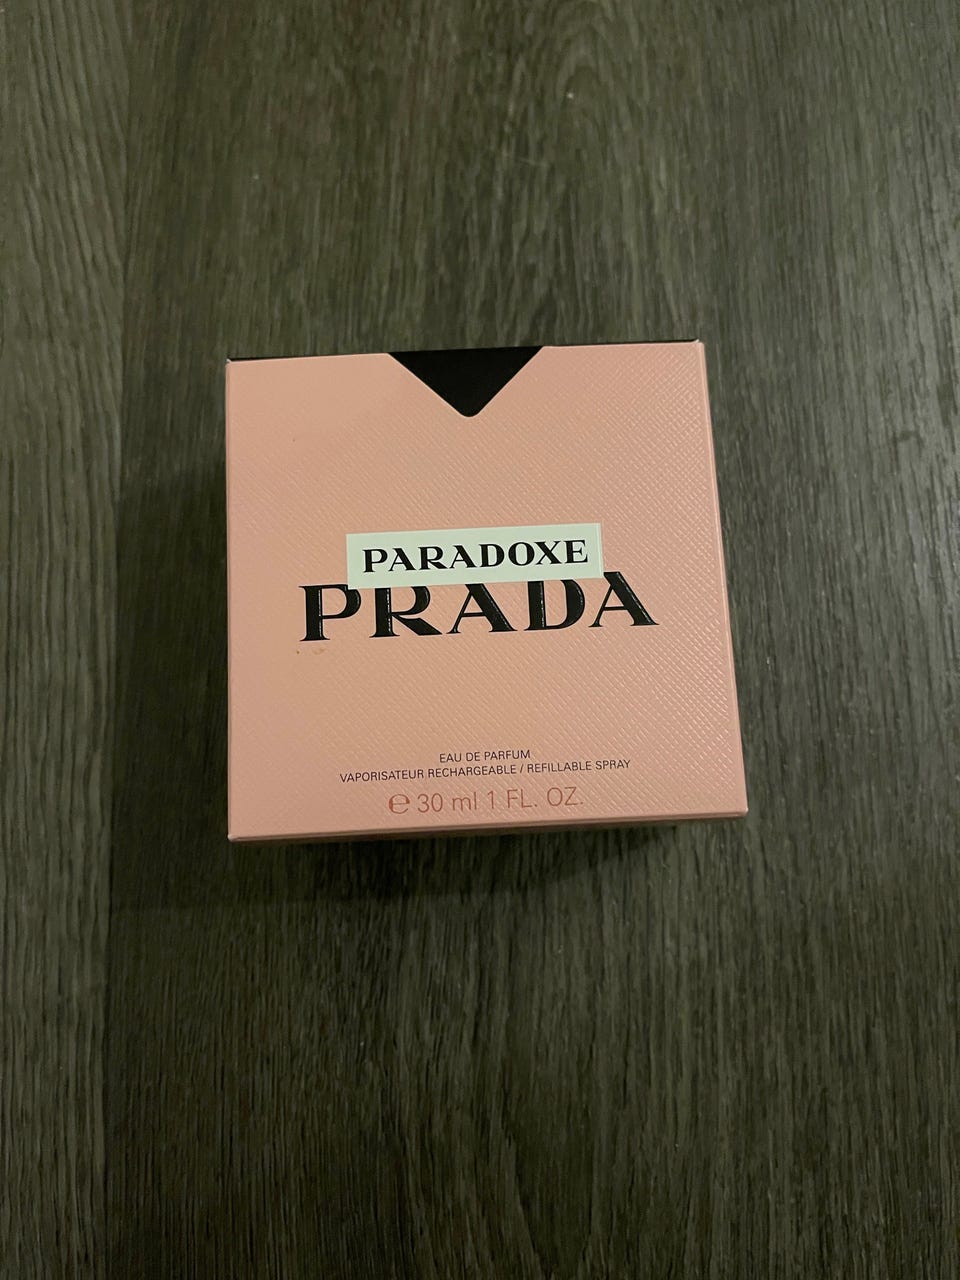 PARADOXE
PRADA
EAU DE PARFUM
VAPORISATEUR RECHARGEABLE / REFILLABLE SPRAY
℮ 30 ml 1 FL. OZ.